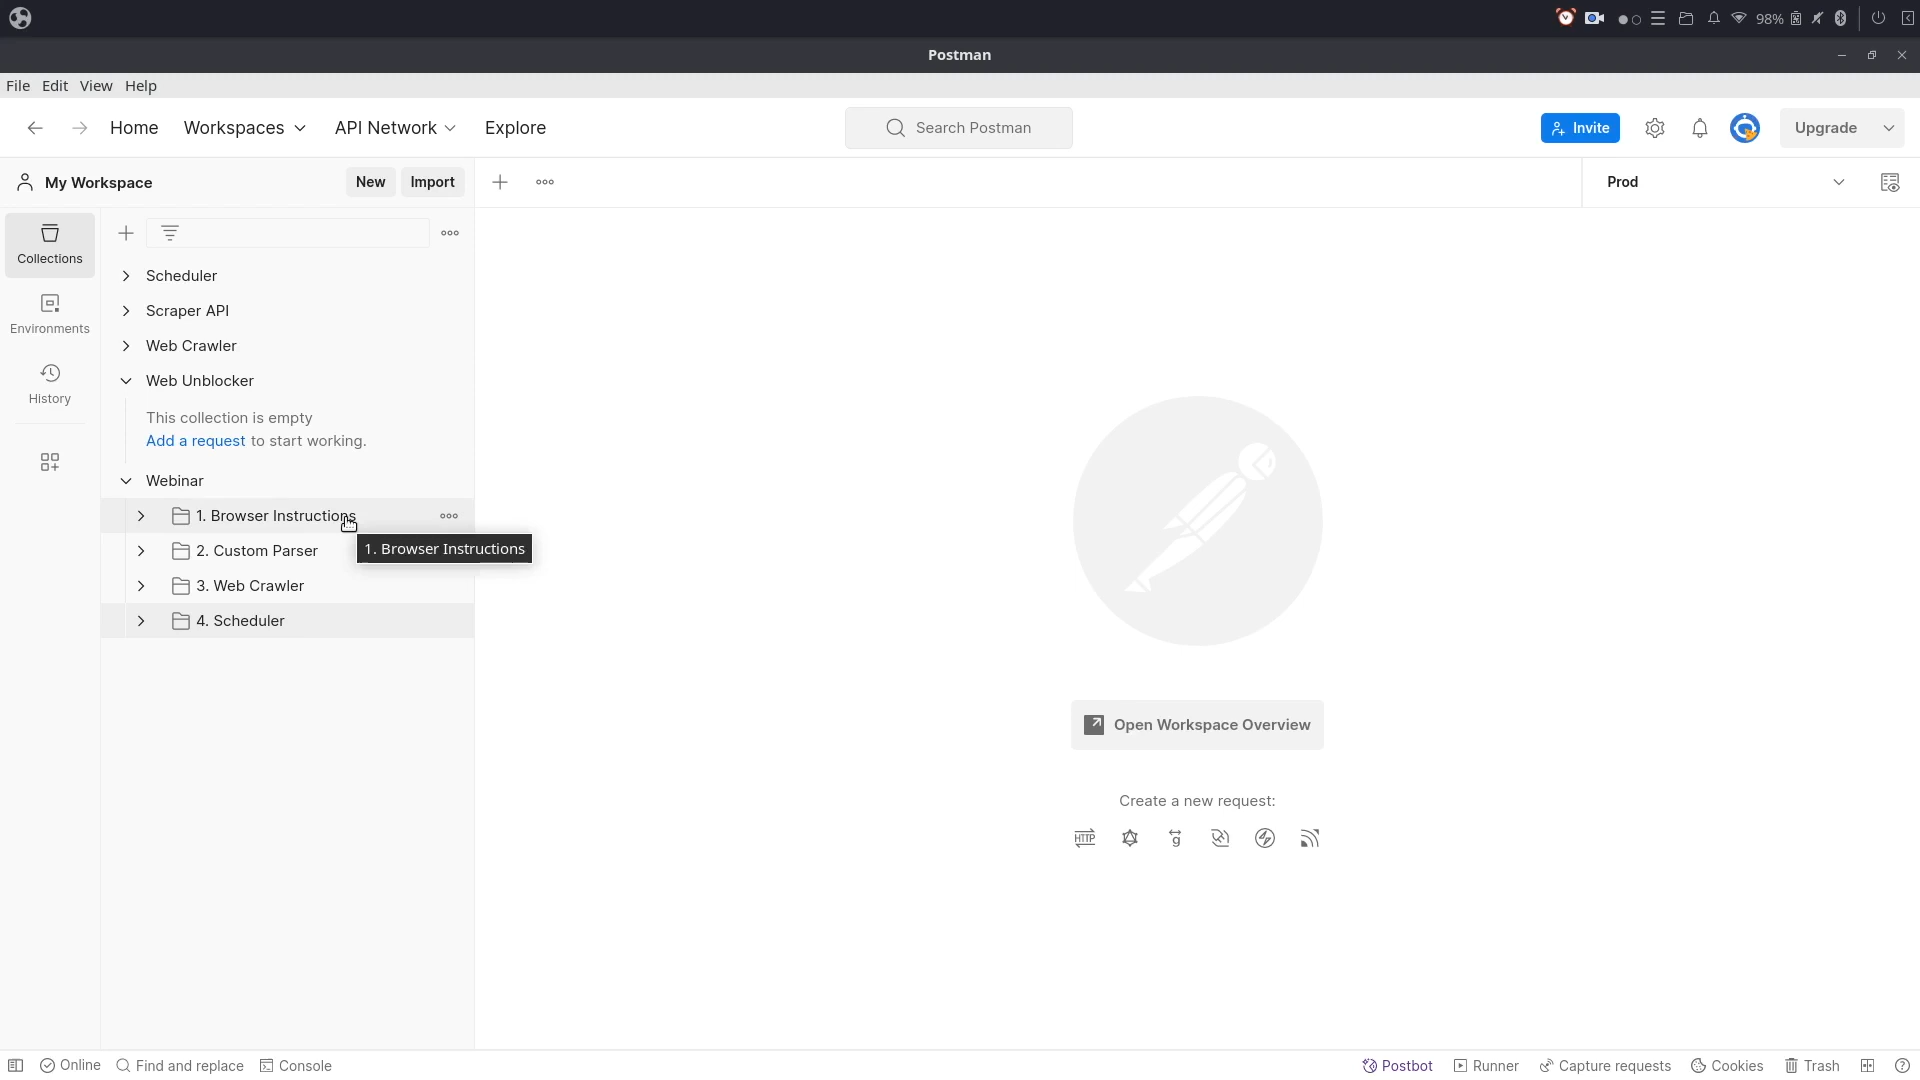 98%
Postman
File Edit View Help
Home Workspaces API Network Explore Search Postman Invite Upgrade
My Workspace New Import Prod
Collections
Environments
History
Scheduler
Scraper API
Web Crawler
Web Unblocker
This collection is empty
Add a request to start working.
Webinar
1. Browser Instructions
1. Browser Instructions
2. Custom Parser
3. Web Crawler
4. Scheduler
Open Workspace Overview
Create a new request:
HTTP
g
Online Find and replace Console Postbot Runner Capture requests Cookies Trash